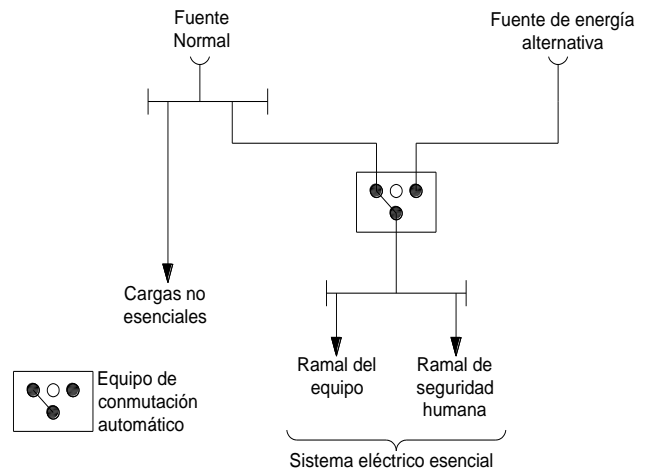 Fuente
Normal
Fuente de energía
alternativa
Cargas no
esenciales
Ramal del
equipo
Ramal de
seguridad
humana
Equipo de
conmutación
automático
Sistema eléctrico esencial